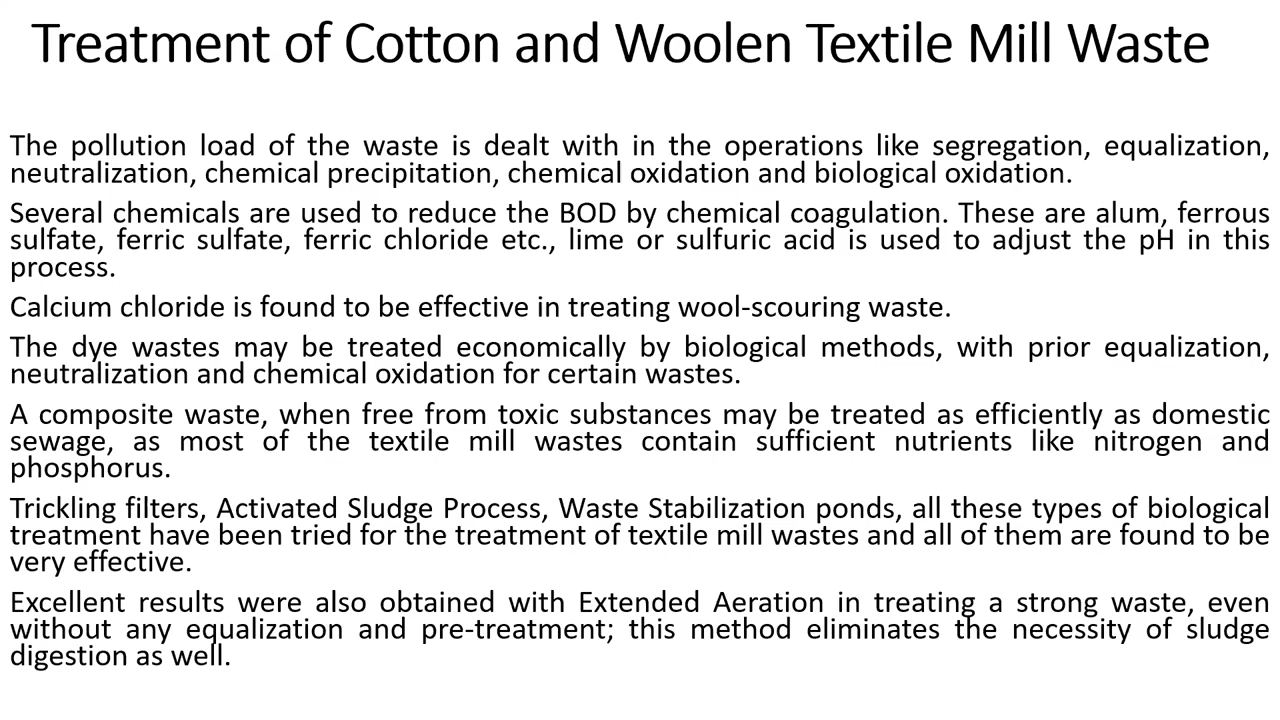 Treatment of Cotton and Woolen Textile Mill Waste
The pollution load of the waste is dealt with in the operations like segregation, equalization,
neutralization, chemical precipitation, chemical oxidation and biological oxidation.
Several chemicals are used to reduce the BOD by chemical coagulation. These are alum, ferrous
sulfate, ferric sulfate, ferric chloride etc., lime or sulfuric acid is used to adjust the pH in this
process.
Calcium chloride is found to be effective in treating wool-scouring waste.
The dye wastes may be treated economically by biological methods, with prior equalization,
neutralization and chemical oxidation for certain wastes.
A composite waste, when free from toxic substances may be treated as efficiently as domestic
sewage, as most of the textile mill wastes contain sufficient nutrients like nitrogen and
phosphorus.
Trickling filters, Activated Sludge Process, Waste Stabilization ponds, all these types of biological
treatment have been tried for the treatment of textile mill wastes and all of them are found to be
very effective.
Excellent results were also obtained with Extended Aeration in treating a strong waste, even
without any equalization and pre-treatment; this method eliminates the necessity of sludge
digestion as well.